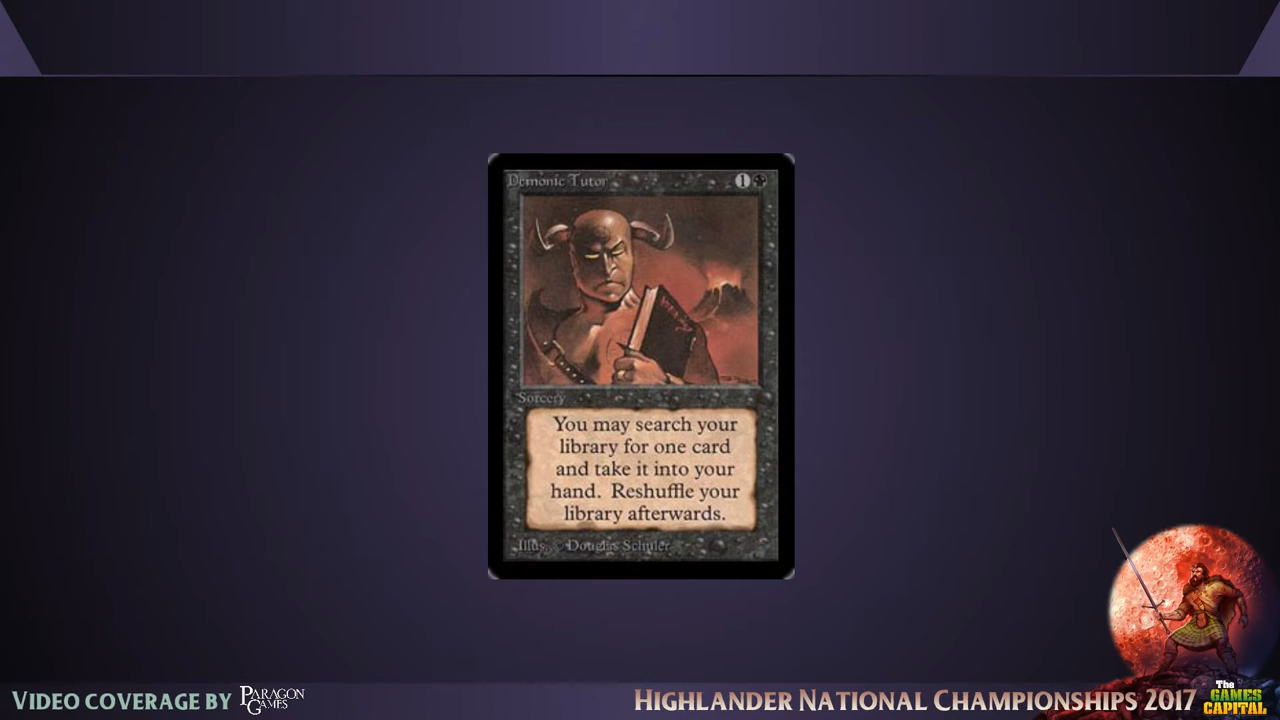 Demonic Tutor 1
Sorcery
You may search your
library for one card
and take it into your
hand. Reshuffle your
library afterwards.
Illus. © Douglas Schuler
VIDEO COVERAGE BY PARAGON GAMES
HIGHLANDER NATIONAL CHAMPIONSHIPS 2017
The
GAMES
CAPITAL